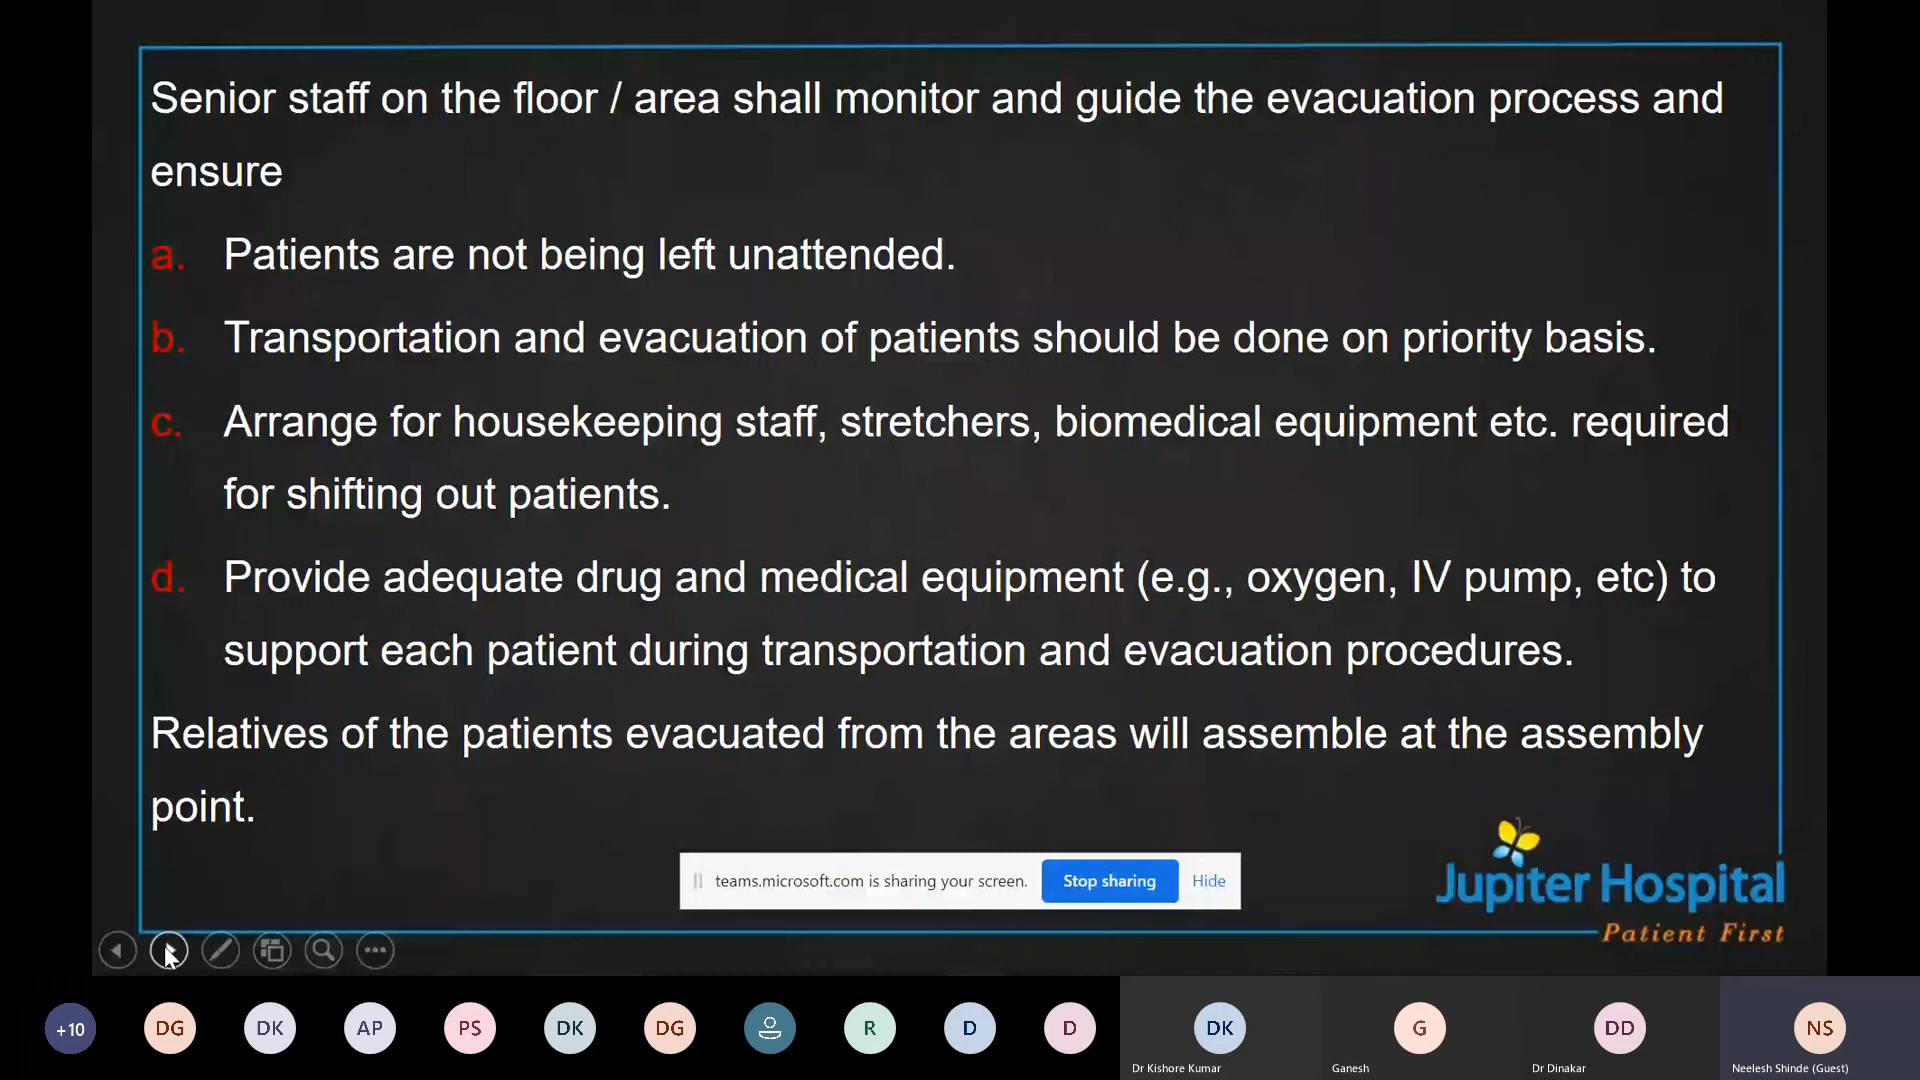 Senior staff on the floor / area shall monitor and guide the evacuation process and
ensure
a. Patients are not being left unattended.
b. Transportation and evacuation of patients should be done on priority basis.
c. Arrange for housekeeping staff, stretchers, biomedical equipment etc. required
for shifting out patients.
d. Provide adequate drug and medical equipment (e.g., oxygen, IV pump, etc) to
support each patient during transportation and evacuation procedures.
Relatives of the patients evacuated from the areas will assemble at the assembly
point.
teams.microsoft.com is sharing your screen. Stop sharing Hide
Jupiter Hospital
Patient First
+10 DG DK AP PS DK DG R D D DK G DD NS
Dr Kishore Kumar Ganesh Dr Dinakar Neelesh Shinde (Guest)